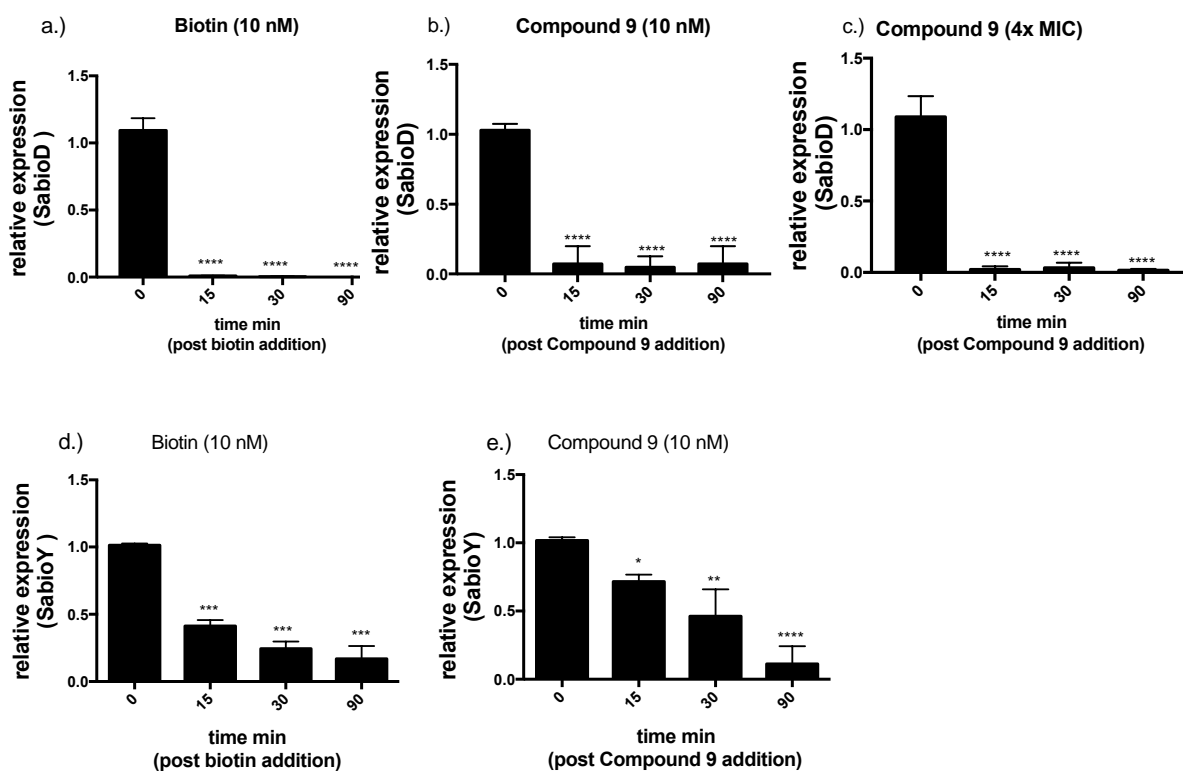 a.)
Biotin (10 nM)
relative expression
(SabioD )
1.5
1.0
0.5
0.0
****
****
****
0
15
30
90
time min
(post biotin addition)
b.)
Compound 9 (10 nM)
relative expression
(SabioD)
1.5
1.0
0.5
0.0
****
****
****
0
15
30
90
time min
(post Compound 9 addition)
c.)
Compound 9 (4x MIC)
relative expression
(SabioD)
1.5
1.0
0.5
0.0
****
****
****
0
15
30
90
time min
(post Compound 9 addition)
d.)
Biotin (10 nM)
relative expression
(SabioY )
1.5
1.0
0.5
0.0
***
***
***
0
15
30
90
time min
(post biotin addition)
e.)
Compound 9 (10 nM)
relative expression
(SabioY)
1.5
1.0
0.5
0.0
*
**
****
0
15
30
90
time min
(post Compound 9 addition)